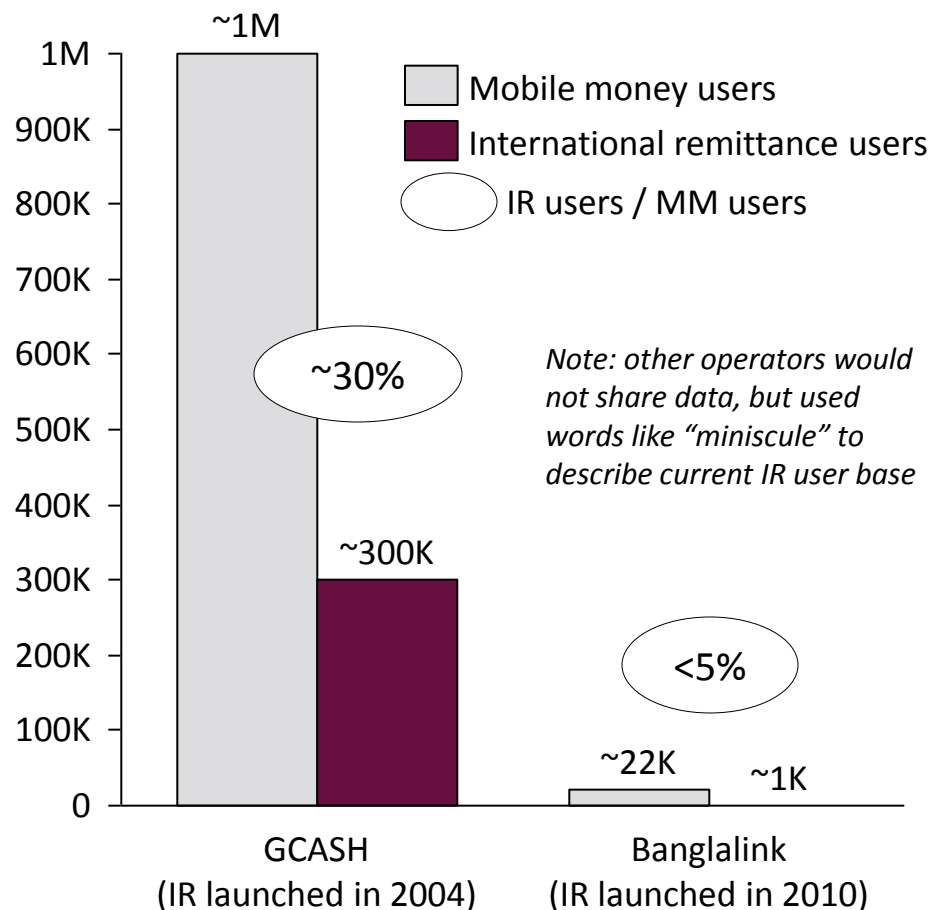 ~1M
1M
900K
800K
700K
600K
500K
400K
300K
200K
100K
0
Mobile money users
International remittance users
IR users / MM users
~30%
Note: other operators would
not share data, but used
words like “miniscule” to
describe current IR user base
~300K
<5%
~22K
~1K
GCASH
(IR launched in 2004)
Banglalink
(IR launched in 2010)